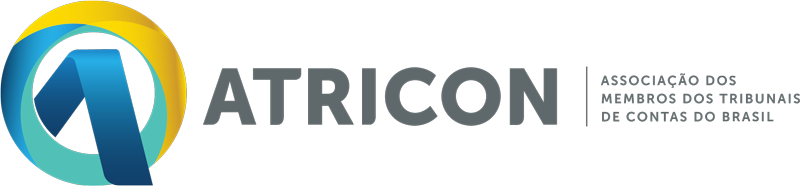 ATRICON
ASSOCIAÇÃO DOS
MEMBROS DOS TRIBUNAIS
DE CONTAS DO BRASIL